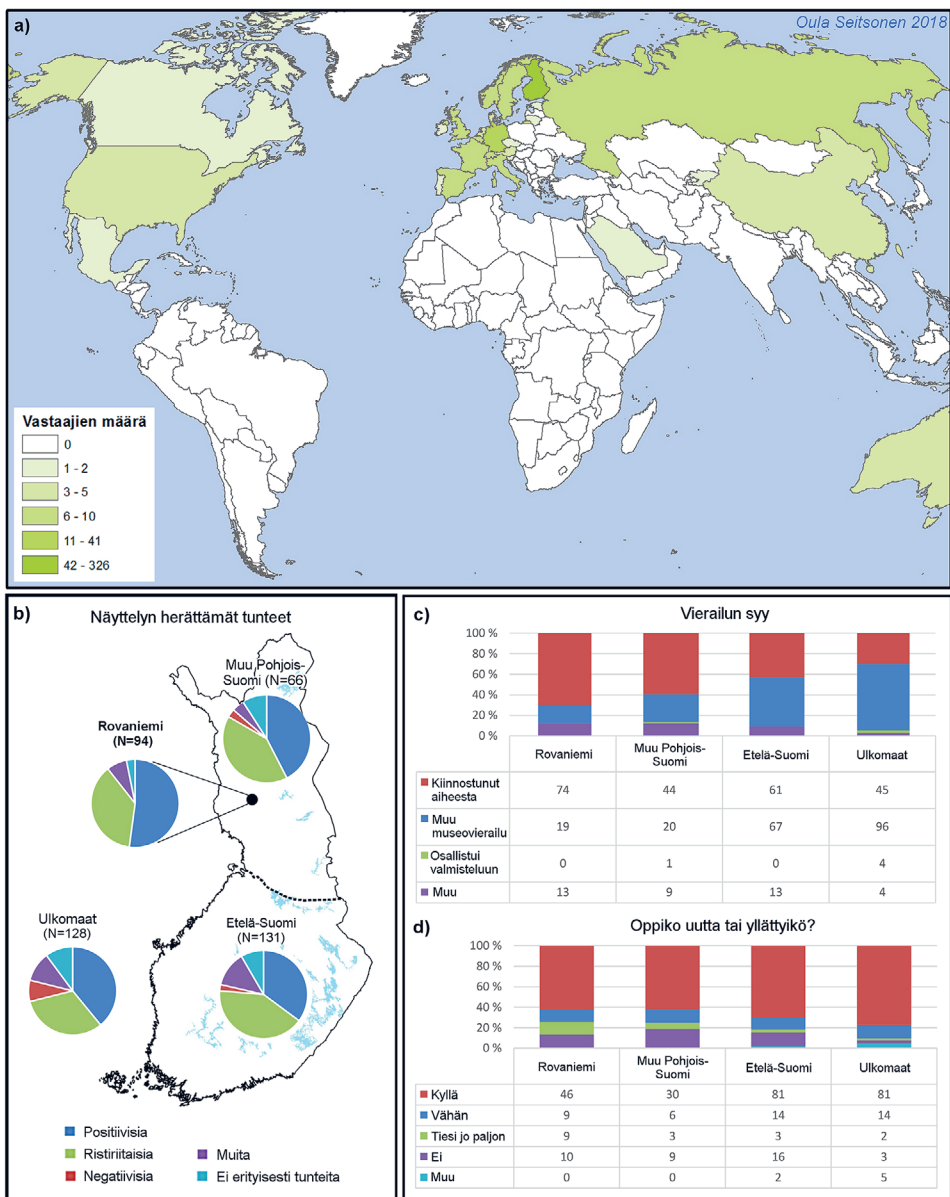 a)
Oula Seitsonen 2018
Vastaajien määrä
0
1 - 2
3 - 5
6 - 10
11 - 41
42 - 326
b)
Näyttelyn herättämät tunteet
Muu Pohjois-
Suomi (N=66)
Rovaniemi
(N=94)
Ulkomaat
(N=128)
Etelä-Suomi
(N=131)
Positiivisia
Ristiriitaisia
Negatiivisia
Muita
Ei erityisesti tunteita
c)
Vierailun syy
100 %
80 %
60 %
40 %
20 %
0 %
Rovaniemi
Muu Pohjois-
Suomi
Etelä-Suomi
Ulkomaat
Kiinnostunut
aiheesta
74 44 61 45
Muu
museovierailu
19 20 67 96
Osallistui
valmisteluun
0 1 0 4
Muu 13 9 13 4
d)
Oppiko uutta tai yllättyikö?
100 %
80 %
60 %
40 %
20 %
0 %
Rovaniemi
Muu Pohjois-
Suomi
Etelä-Suomi
Ulkomaat
Kyllä 46 30 81 81
Vähän 9 6 14 14
Tiesi jo paljon 9 3 3 2
Ei 10 9 16 3
Muu 0 0 2 5